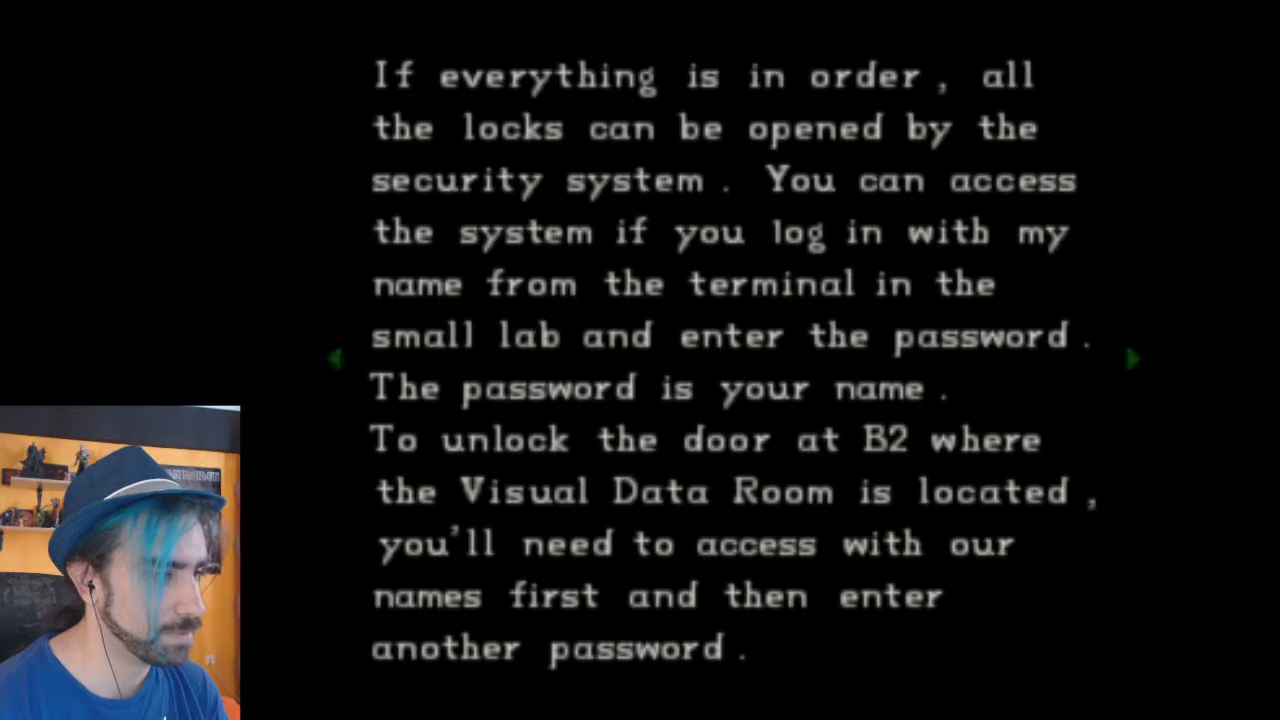 If everything is in order, all
the locks can be opened by the
security system. You can access
the system if you log in with my
name from the terminal in the
small lab and enter the password.
The password is your name.
To unlock the door at B2 where
the Visual Data Room is located,
you'll need to access with our
names first and then enter
another password.